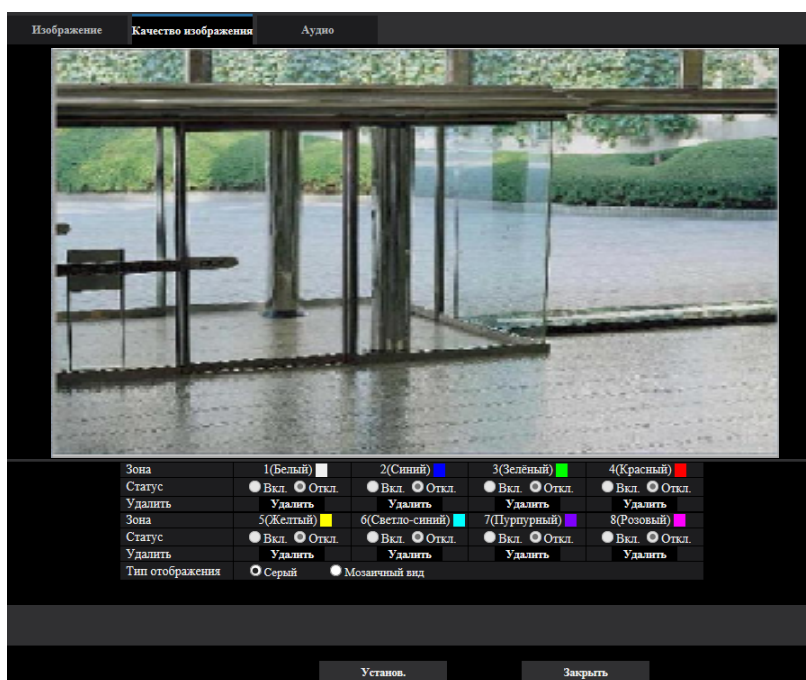 Изображение Качество изображения Аудио
Зона 1(Белый) 2(Синий) 3(Зелёный) 4(Красный)
Статус Вкл. Откл. Вкл. Откл. Вкл. Откл. Вкл. Откл.
Удалить Удалить Удалить Удалить Удалить
Зона 5(Желтый) 6(Светло-синий) 7(Пурпурный) 8(Розовый)
Статус Вкл. Откл. Вкл. Откл. Вкл. Откл. Вкл. Откл.
Удалить Удалить Удалить Удалить Удалить
Тип отображения Серый Мозаичный вид
Установ. Закрыть